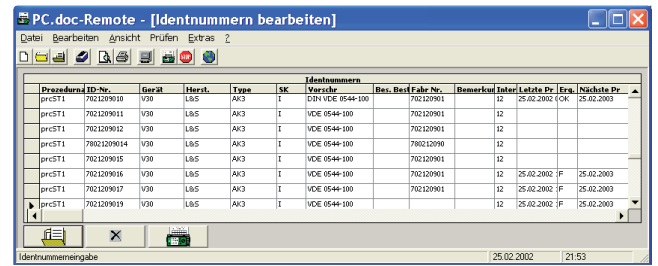 PC.doc-Remote - [Identnummern bearbeiten]
Datei Bearbeiten Ansicht Prüfen Extras ?
STOP
Identnummern
Prozedurna ID-Nr. Gerät Herst. Type SK Vorschr Bes. Best Fabr Nr. Bemerkur Inter Letzte Pr Erg. Nächste Pr
prcST1 7021209010 V30 L&S AK3 I DIN VDE 0544-100 702120901 12 25.02.2002 OK 25.02.2003
prcST1 7021209011 V30 L&S AK3 I VDE 0544-100 702120901 12
prcST1 7021209012 V30 L&S AK3 I VDE 0544-100 702120901 12
prcST1 78021209014 V30 L&S AK3 I VDE 0544-100 780212090 12
prcST1 7021209015 V30 L&S AK3 I VDE 0544-100 702120901 12
prcST1 7021209016 V30 L&S AK3 I VDE 0544-100 702120901 12 25.02.2002 F 25.02.2003
prcST1 7021209017 V30 L&S AK3 I VDE 0544-100 702120901 12 25.02.2002 F 25.02.2003
prcST1 7021209019 V30 L&S AK3 I VDE 0544-100 12 25.02.2002 F 25.02.2003
Identnummerneingabe 25.02.2002 21:53